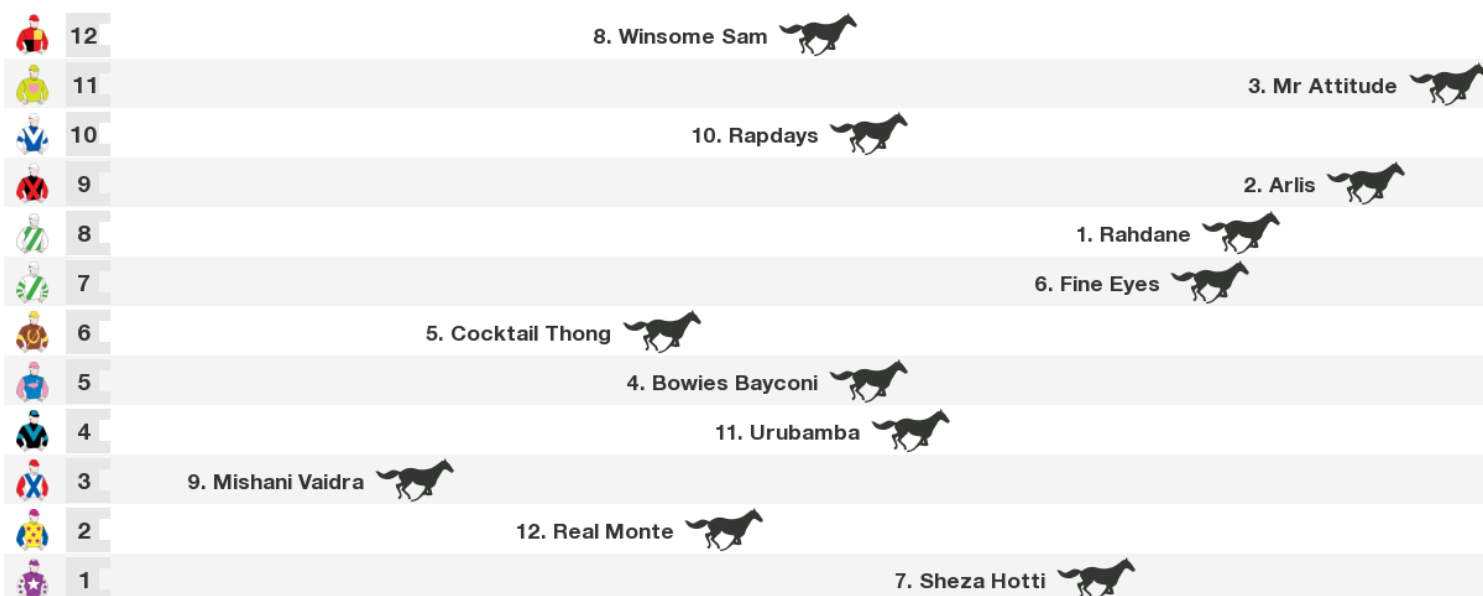 12 8. Winsome Sam
11 3. Mr Attitude
10 10. Rapdays
9 2. Arlis
8 1. Rahdane
7 6. Fine Eyes
6 5. Cocktail Thong
5 4. Bowies Bayconi
4 11. Urubamba
3 9. Mishani Vaidra
2 12. Real Monte
1 7. Sheza Hotti